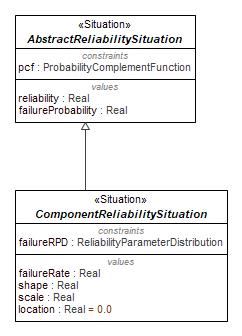 «Situation»
AbstractReliabilitySituation
constraints
pcf : ProbabilityComplementFunction
values
reliability : Real
failureProbability : Real
«Situation»
ComponentReliabilitySituation
constraints
failureRPD : ReliabilityParameterDistribution
values
failureRate : Real
shape : Real
scale : Real
location : Real = 0.0